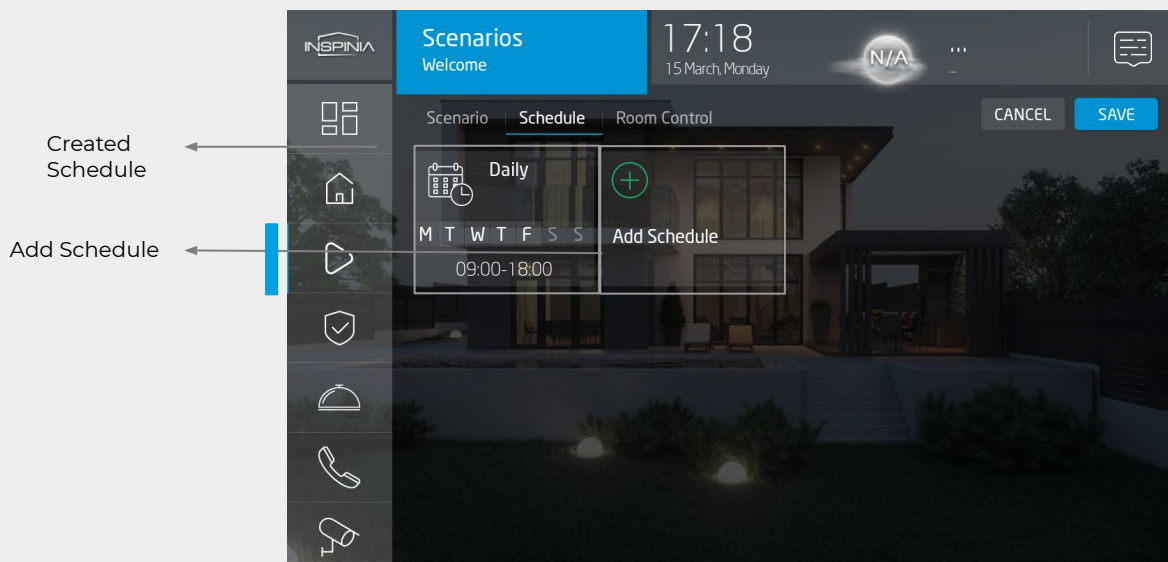 INSPINIA
Scenarios
Welcome
17:18
15 March, Monday
N/A
...
...
Scenario Schedule Room Control
CANCEL SAVE
Created
Schedule
Daily
M T W T F S S
09:00-18:00
Add Schedule
Add Schedule